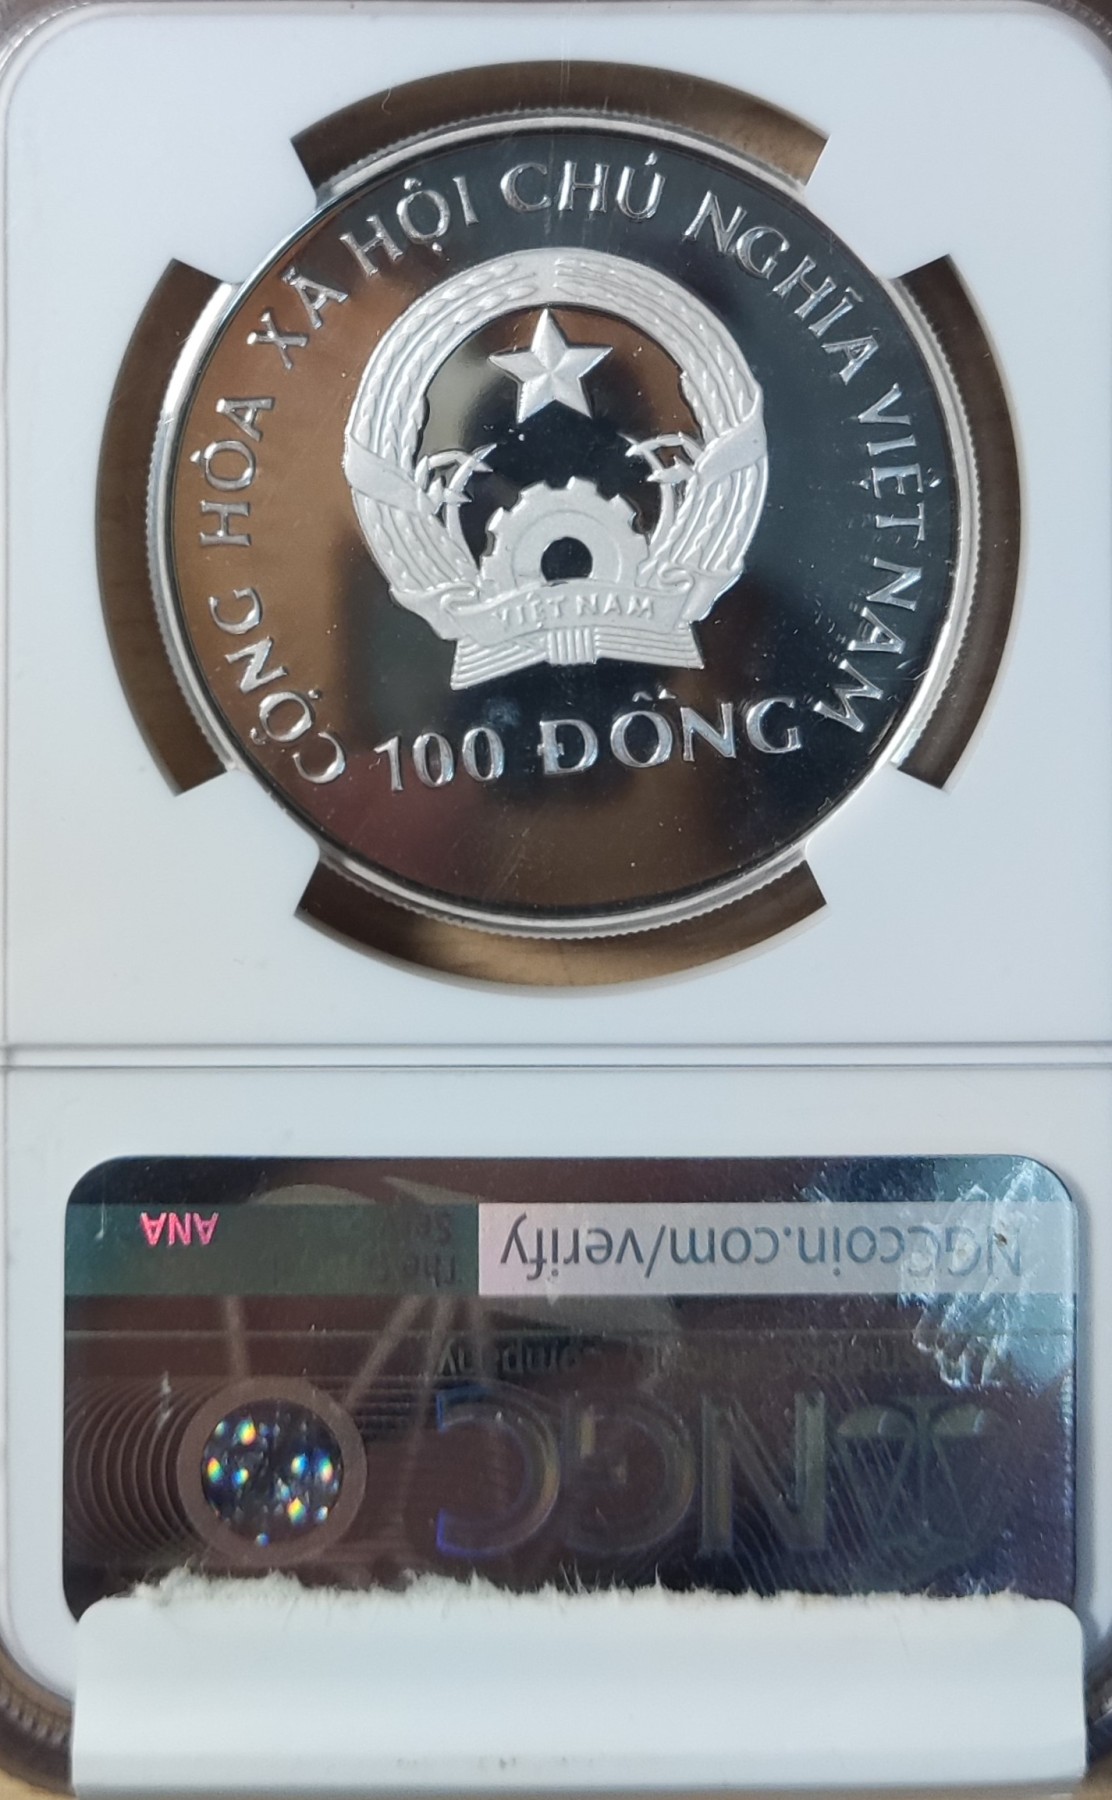 CỘNG HÒA XÃ HỘI CHỦ NGHĨA VIỆT NAM
VIỆT NAM
100 ĐỒNG
NGC
NGCcoin.com/verify
ANA